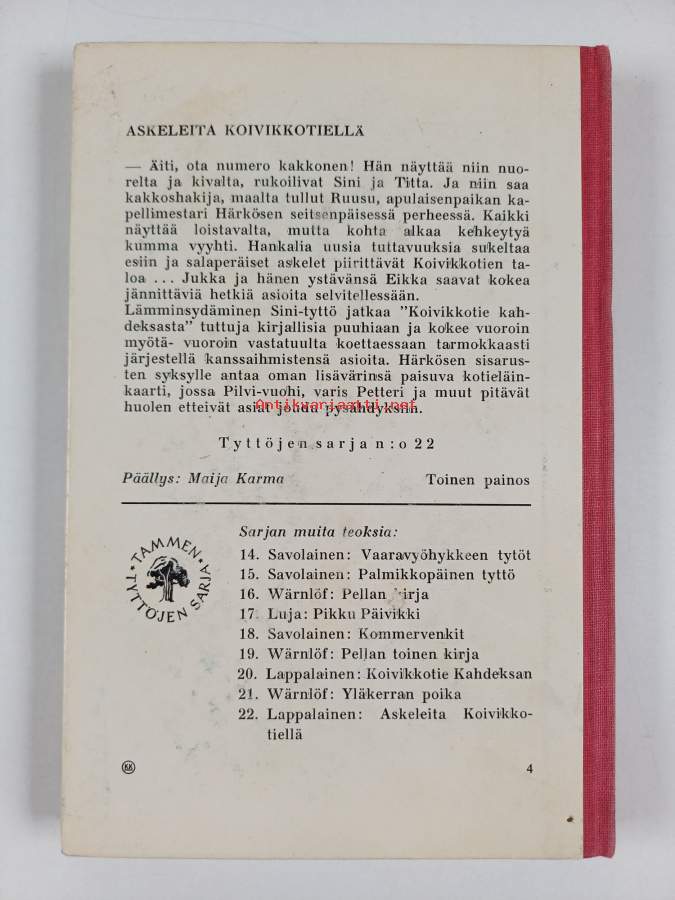 ASKELEITA KOIVIKKOTIELLÄ
— Äiti, ota numero kakkonen! Hän näyttää niin nuo-
relta ja kivalta, rukoilivat Sini ja Titta. Ja niin saa
kakkoshakija, maalta tullut Ruusu, apulaisenpaikan ka-
pellimestari Härkösen seitsenpäisessä perheessä. Kaikki
näyttää loistavalta, mutta kohta alkaa kehkeytyä
kumma vyyhti. Hankalia uusia tuttavuuksia sukeltaa
esiin ja salaperäiset askelet piirittävät Koivikkotien ta-
loa ... Jukka ja hänen ystävänsä Eikka saavat kokea
jännittäviä hetkiä asioita selvitellessään.
Lämminsydäminen Sini-tyttö jatkaa "Koivikkotie kah-
deksasta" tuttuja kirjallisia puuhiaan ja kokee vuoroin
myötä- vuoroin vastatuulta koettaessaan tarmokkaasti
järjestellä kanssaihmistensä asioita. Härkösen sisarus-
ten syksylle antaa oman lisävärinsä paisuva kotieläin-
kaarti, jossa Pilvi-vuohi, varis Petteri ja muut pitävät
huolen etteivät asiat joudu pysähdyksiin.
Antikvariaatti.net
Tyttöjen sarja n:o 22
Päällys: Maija Karma Toinen painos
TAMMEN TYTTÖJEN SARJA
Sarjan muita teoksia:
14. Savolainen: Vaaravyöhykkeen tytöt
15. Savolainen: Palmikkopäinen tyttö
16. Wärnlöf: Pellan kirja
17. Luja: Pikku Päivikki
18. Savolainen: Kommervenkit
19. Wärnlöf: Pellan toinen kirja
20. Lappalainen: Koivikkotie Kahdeksan
21. Wärnlöf: Yläkerran poika
22. Lappalainen: Askeleita Koivikko-
tiellä
KK 4